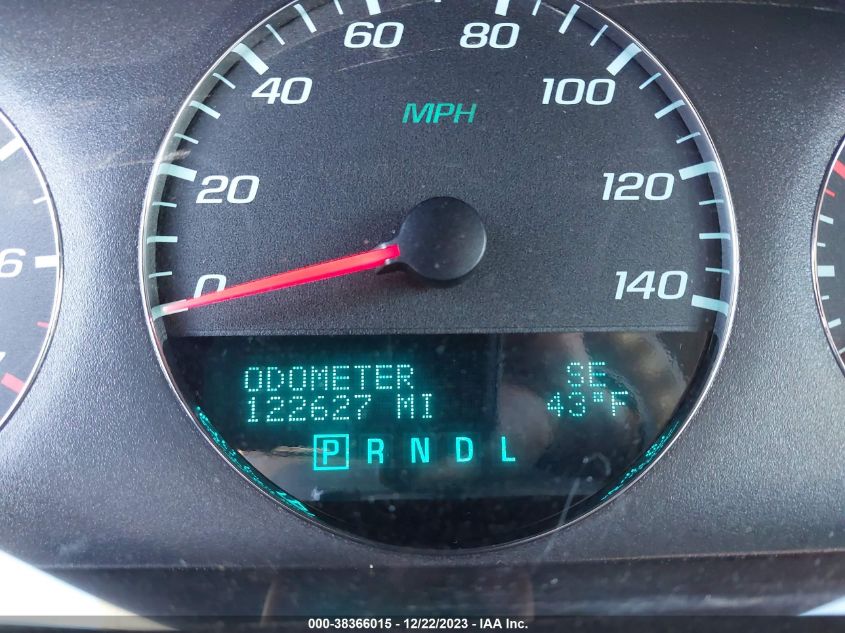 60 80
40 100
MPH
20 120
6
0 140
ODOMETER SE
122627 MI 43°F
P R N D L
000-38366015 - 12/22/2023 - IAA Inc.